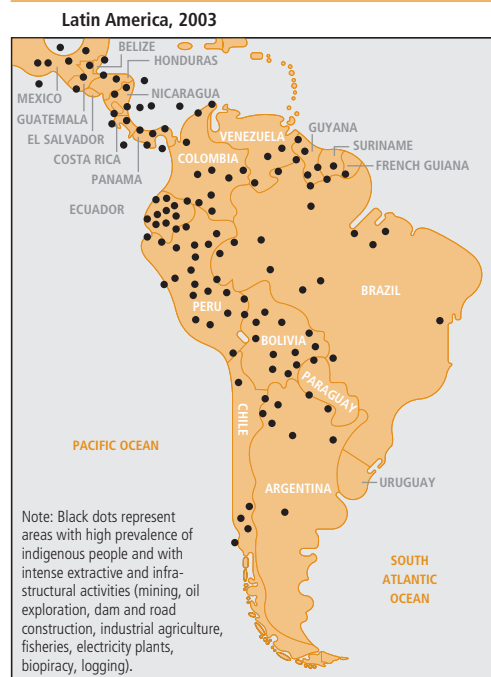 Latin America, 2003
BELIZE
HONDURAS
MEXICO
NICARAGUA
GUATEMALA
EL SALVADOR
COSTA RICA
PANAMA
VENEZUELA
GUYANA
SURINAME
FRENCH GUIANA
COLOMBIA
ECUADOR
BRAZIL
PERU
BOLIVIA
PARAGUAY
CHILE
PACIFIC OCEAN
ARGENTINA
URUGUAY
Note: Black dots represent
areas with high prevalence of
indigenous people and with
intense extractive and infra-
structural activities (mining, oil
exploration, dam and road
construction, industrial agriculture,
fisheries, electricity plants,
biopiracy, logging).
SOUTH
ATLANTIC
OCEAN